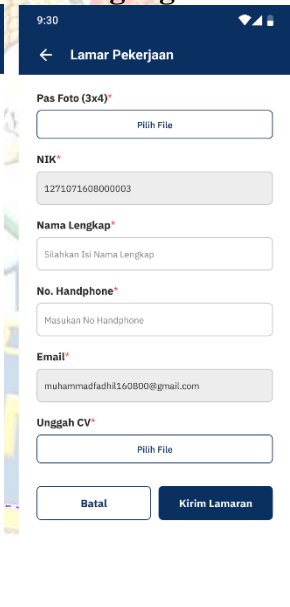 9:30
Lamar Pekerjaan
Pas Foto (3x4)*
Pilih File
NIK*
1271071608000003
Nama Lengkap*
Silahkan Isi Nama Lengkap
No. Handphone*
Masukan No Handphone
Email*
muhammadfadhil160800@gmail.com
Unggah CV*
Pilih File
Batal
Kirim Lamaran